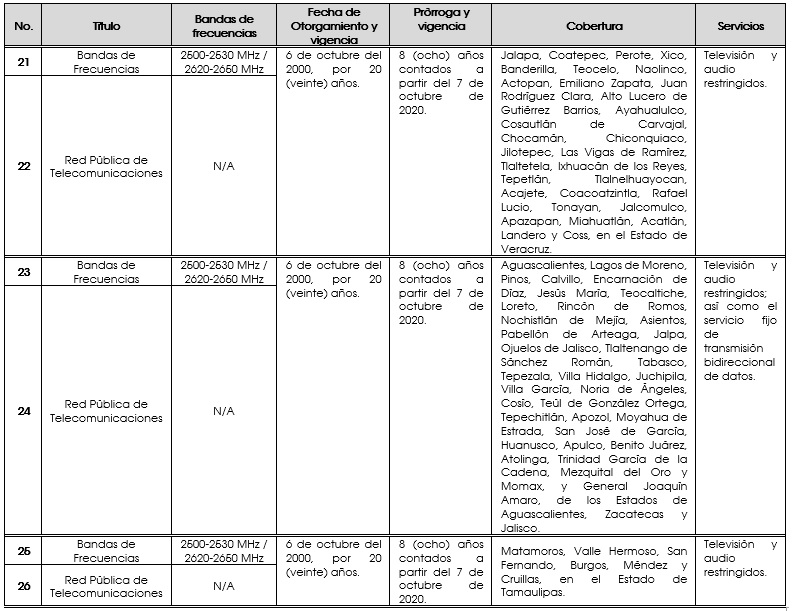 No.
Título
Bandas de
frecuencias
Fecha de
Otorgamiento y
vigencia
Prórroga y
vigencia
Cobertura
Servicios
21
Bandas de
Frecuencias
2500-2530 MHz /
2620-2650 MHz
6 de octubre del
2000, por 20
(veinte) años.
8 (ocho) años
contados a
partir del 7 de
octubre de
2020.
Jalapa, Coatepec, Perote, Xico,
Banderilla, Teocelo, Naolinco,
Actopan, Emiliano Zapata, Juan
Rodríguez Clara, Alto Lucero de
Gutiérrez Barrios, Ayahualulco,
Cosautlán de Carvajal,
Chocamán, Chiconquiaco,
Jilotepec, Las Vigas de Ramírez,
Tlaltetela, Ixhuacán de los Reyes,
Tepetlán, Tlalnelhuayocan,
Acajete, Coacoatzintla, Rafael
Lucio, Tonayan, Jalcomulco,
Apazapan, Miahuatlán, Acatlán,
Landero y Coss, en el Estado de
Veracruz.
Televisión y
audio
restringidos.
22
Red Pública de
Telecomunicaciones
N/A
23
Bandas de
Frecuencias
2500-2530 MHz /
2620-2650 MHz
6 de octubre del
2000, por 20
(veinte) años.
8 (ocho) años
contados a
partir del 7 de
octubre de
2020.
Aguascalientes, Lagos de Moreno,
Pinos, Calvillo, Encarnación de
Díaz, Jesús María, Teocaltiche,
Loreto, Rincón de Romos,
Nochistlán de Mejía, Asientos,
Pabellón de Arteaga, Jalpa,
Ojuelos de Jalisco, Tlaltenango de
Sánchez Román, Tabasco,
Tepezala, Villa Hidalgo, Juchipila,
Villa García, Noria de Ángeles,
Cosío, Teúl de González Ortega,
Tepechitlán, Apozol, Moyahua de
Estrada, San José de García,
Huanusco, Apulco, Benito Juárez,
Atolinga, Trinidad García de la
Cadena, Mezquital del Oro y
Momax, y General Joaquín
Amaro, de los Estados de
Aguascalientes, Zacatecas y
Jalisco.
Televisión y
audio
restringidos;
así como el
servicio fijo
de
transmisión
bidireccional
de datos.
24
Red Pública de
Telecomunicaciones
N/A
25
Bandas de
Frecuencias
2500-2530 MHz /
2620-2650 MHz
6 de octubre del
2000, por 20
(veinte) años.
8 (ocho) años
contados a
partir del 7 de
octubre de
2020.
Matamoros, Valle Hermoso, San
Fernando, Burgos, Méndez y
Cruillas, en el Estado de
Tamaulipas.
Televisión y
audio
restringidos.
26
Red Pública de
Telecomunicaciones
N/A